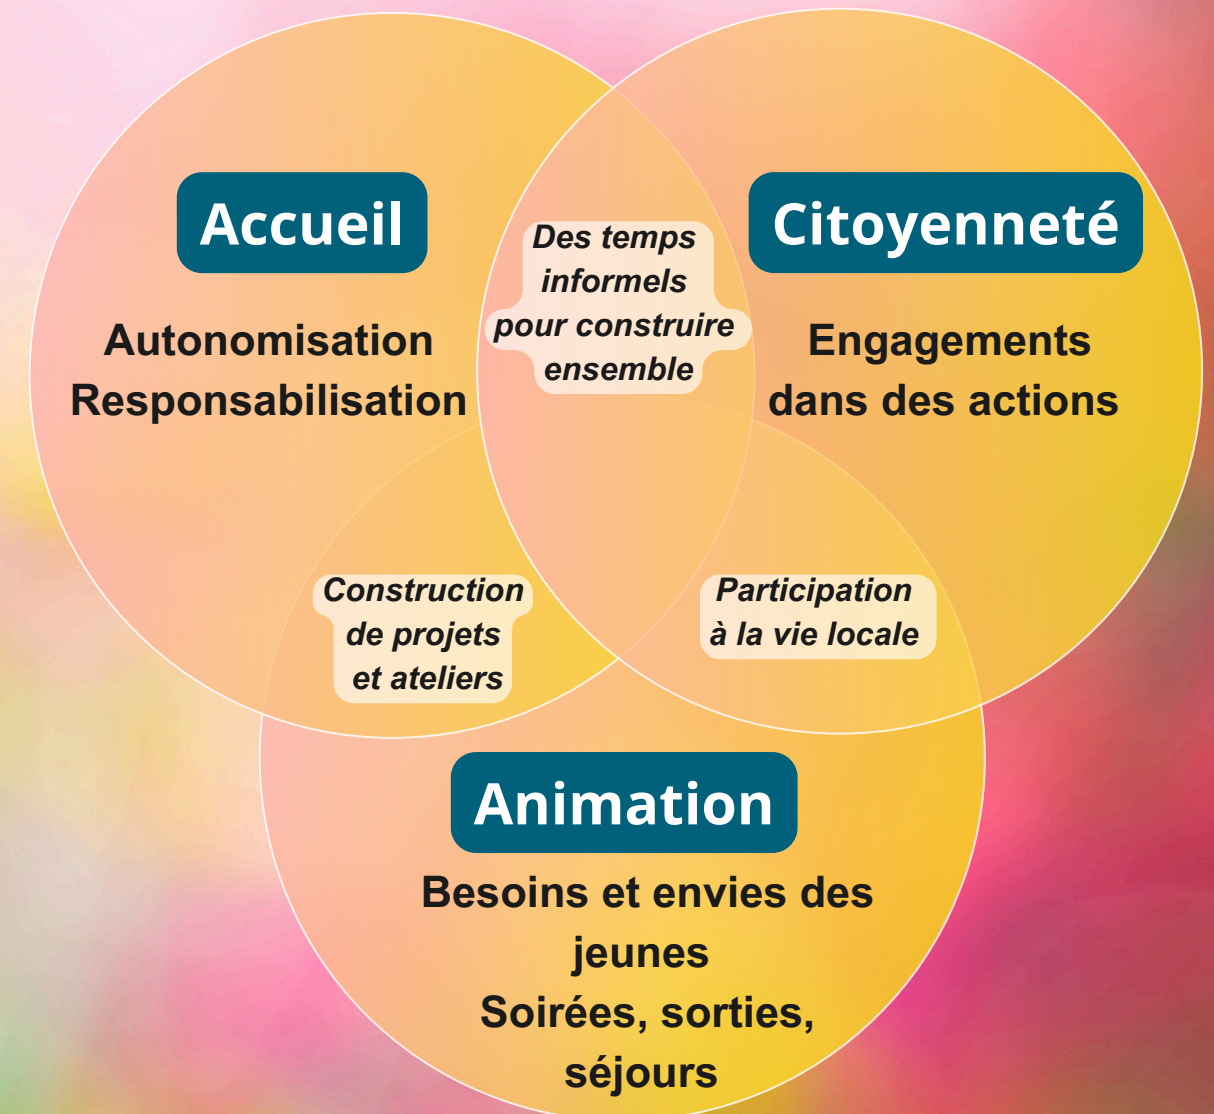 Accueil
Autonomisation
Responsabilisation
Des temps
informels
pour construire
ensemble
Citoyenneté
Engagements
dans des actions
Construction
de projets
et ateliers
Participation
à la vie locale
Animation
Besoins et envies des
jeunes
Soirées, sorties,
séjours